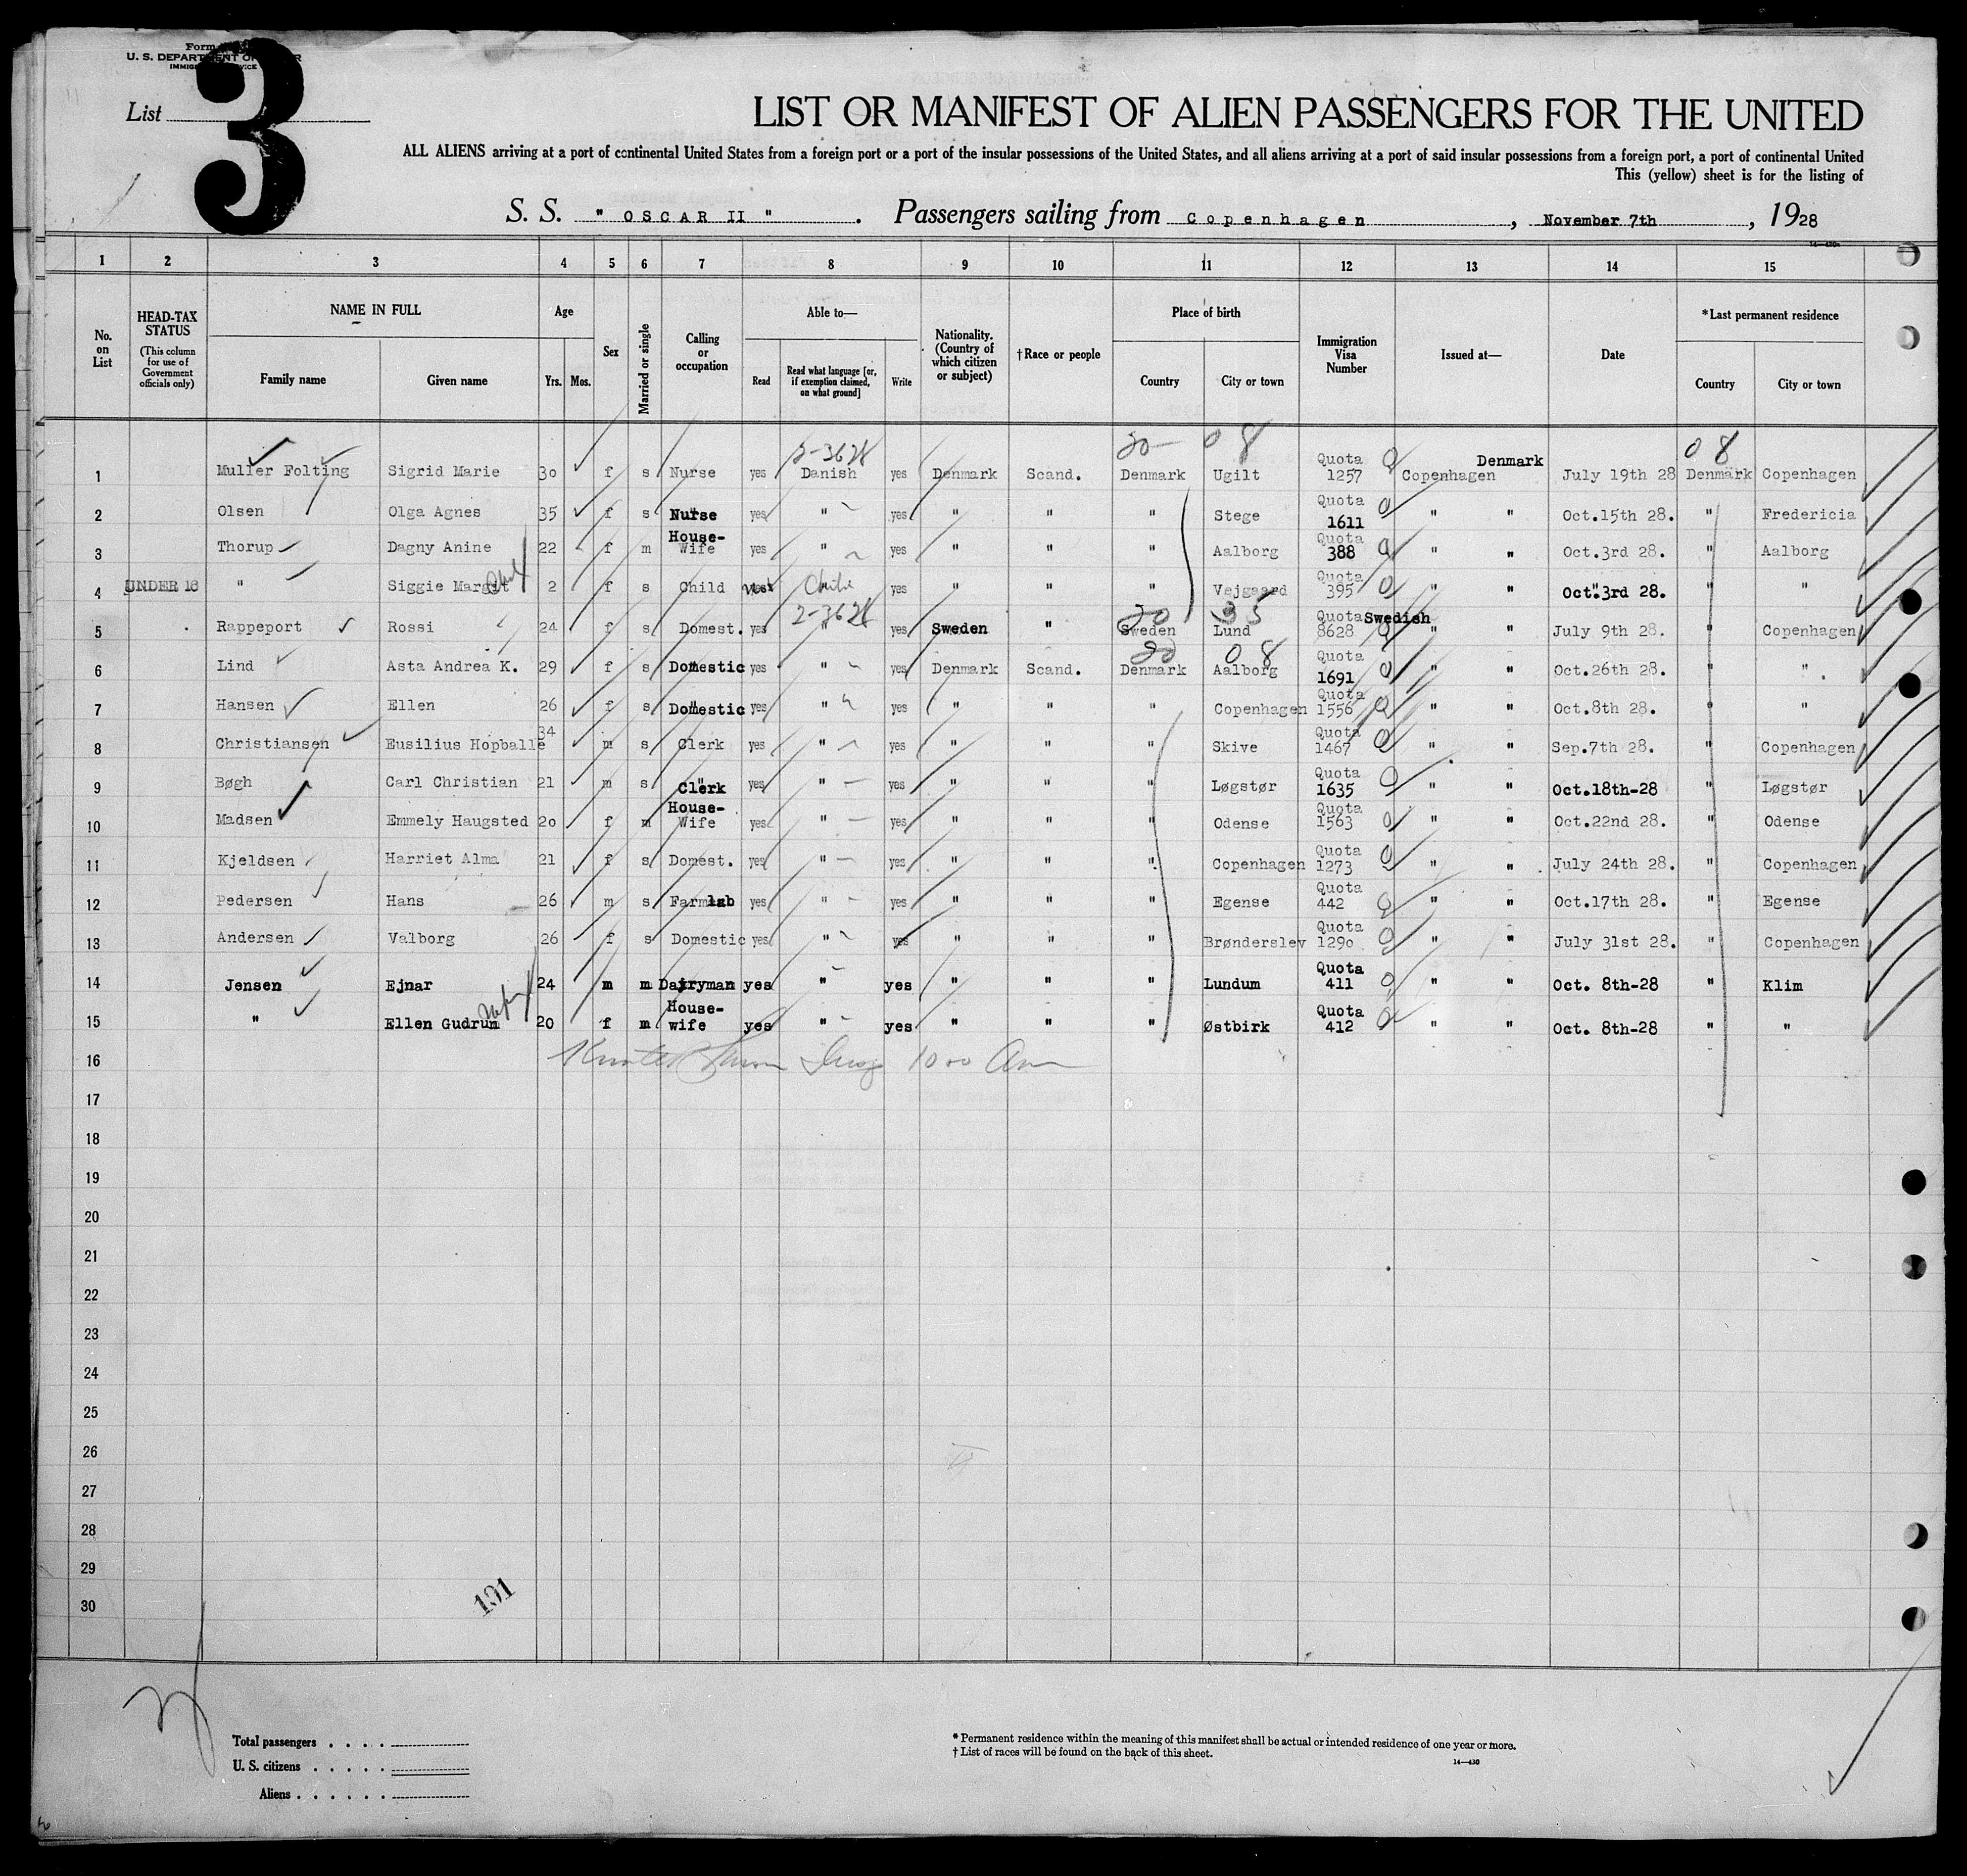 Form
U. S. DEPARTMENT OF LABOR
IMMIGRATION SERVICE
List 3
LIST OR MANIFEST OF ALIEN PASSENGERS FOR THE UNITED
ALL ALIENS arriving at a port of continental United States from a foreign port or a port of the insular possessions of the United States, and all aliens arriving at a port of said insular possessions from a foreign port, a port of continental United
This (yellow) sheet is for the listing of
S. S. " OSCAR II " . Passengers sailing from Copenhagen , November 7th , 1928
14—430
1 2 3 4 5 6 7 8 9 10 11 12 13 14 15
No. on List HEAD-TAX STATUS (This column for use of Government officials only) NAME IN FULL Family name Given name Age Yrs. Mos. Sex Married or single Calling or occupation Able to— Read Read what language [or, if exemption claimed, on what ground] Write Nationality. (Country of which citizen or subject) †Race or people Place of birth Country City or town Immigration Visa Number Issued at— Date *Last permanent residence Country City or town
2-3628 20 08 08
1 Muller Folting Sigrid Marie 30 f s Nurse yes Danish yes Denmark Scand. Denmark Ugilt Quota 1257 Copenhagen Denmark July 19th 28 Denmark Copenhagen
2 Olsen Olga Agnes 35 f s Nurse yes " yes " " " Stege Quota 1611 " " Oct.15th 28. " Fredericia
3 Thorup Dagny Anine 22 f m House-Wife yes " yes " " " Aalborg Quota 388 " " Oct.3rd 28. " Aalborg
4 UNDER 16 " Siggie Margit 2 f s Child " yes " " " Vejgaard Quota 395 " " Oct.3rd 28. " "
2-3628 20 35
5 Rappeport Rossi 24 f s Domest. yes " yes Sweden " Sweden Lund Quota 8628 Swedish " " July 9th 28. " Copenhagen
20 08
6 Lind Asta Andrea K. 29 f s Domestic yes " yes Denmark Scand. Denmark Aalborg Quota 1691 " " Oct.26th 28. " "
7 Hansen Ellen 26 f s Domestic yes " yes " " " Copenhagen Quota 1556 " " Oct.8th 28. " "
8 Christiansen Eusilius Hopballe 34 m s Clerk yes " yes " " " Skive Quota 1467 " " Sep.7th 28. " Copenhagen
9 Bøgh Carl Christian 21 m s Clerk yes " yes " " " Løgstør Quota 1635 " " Oct.18th-28 " Løgstør
10 Madsen Emmely Haugsted 20 f m House-Wife yes " yes " " " Odense Quota 1563 " " Oct.22nd 28. " Odense
11 Kjeldsen Harriet Alma 21 f s Domest. yes " yes " " " Copenhagen Quota 1273 " " July 24th 28. " Copenhagen
12 Pedersen Hans 26 m s Farmlab yes " yes " " " Egense Quota 442 " " Oct.17th 28. " Egense
13 Andersen Valborg 26 f s Domestic yes " yes " " " Brønderslev Quota 1290 " " July 31st 28. " Copenhagen
14 Jensen Ejnar 24 m m Dairyman yes " yes " " " Lundum Quota 411 " " Oct. 8th-28 " Klim
15 " Ellen Gudrun 20 f m House-wife yes " yes " " " Østbirk Quota 412 " " Oct. 8th-28 " "
16
17
18
19
20
21
22
23
24
25
26
27
28
29
30
191
Total passengers . . . .
U. S. citizens . . . . .
Aliens . . . . . .
* Permanent residence within the meaning of this manifest shall be actual or intended residence of one year or more.
† List of races will be found on the back of this sheet.
14—430